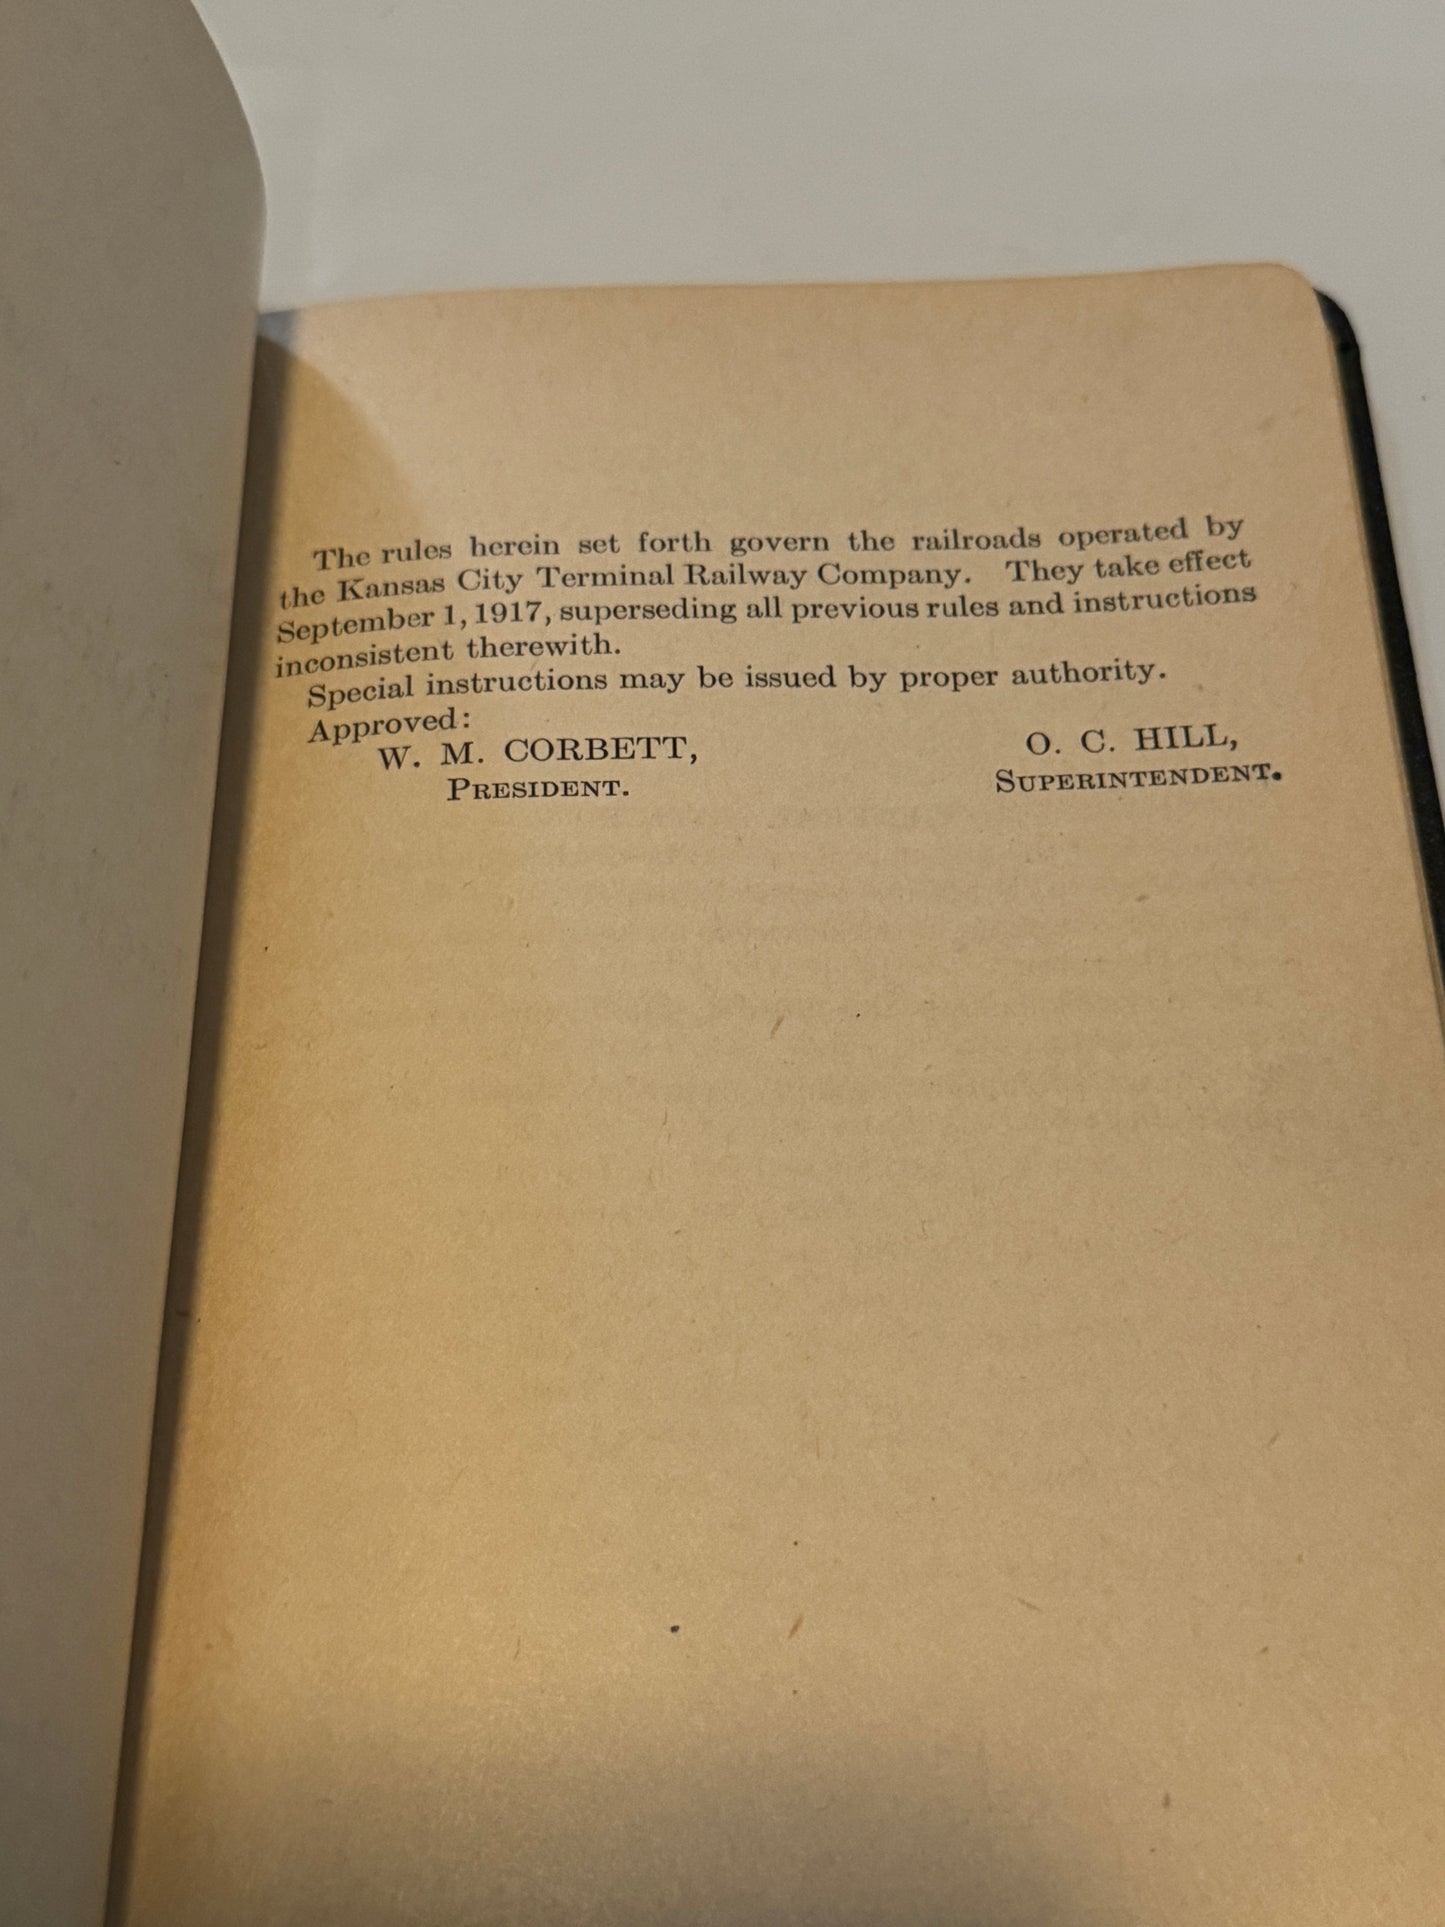 The rules herein set forth govern the railroads operated by
the Kansas City Terminal Railway Company. They take effect
September 1, 1917, superseding all previous rules and instructions
inconsistent therewith.
Special instructions may be issued by proper authority.
Approved:
W. M. CORBETT, O. C. HILL,
PRESIDENT. SUPERINTENDENT.